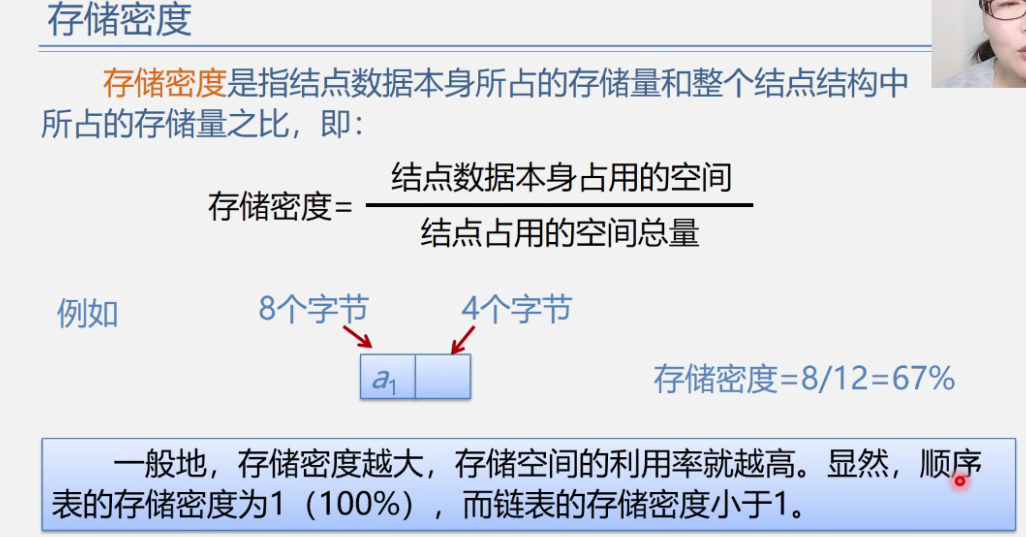 存储密度
存储密度是指结点数据本身所占的存储量和整个结点结构中
所占的存储量之比，即：
结点数据本身占用的空间
存储密度=
结点占用的空间总量
例如
8个字节
4个字节
a₁
存储密度=8/12=67%
一般地，存储密度越大，存储空间的利用率就越高。显然，顺序
表的存储密度为1（100%），而链表的存储密度小于1。